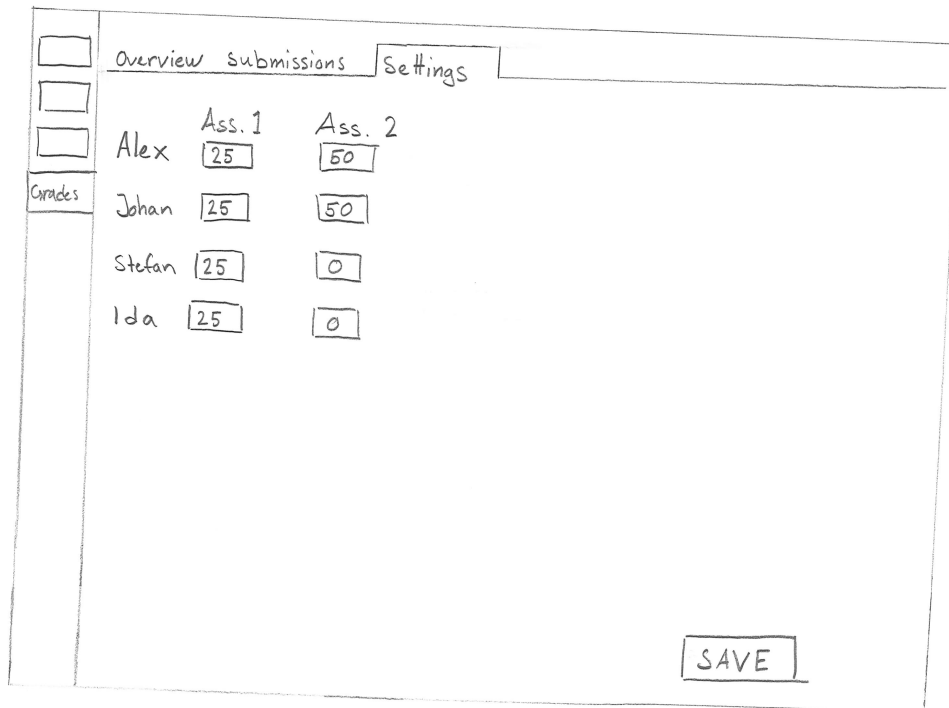 Overview Submissions Settings
Ass. 1 Ass. 2
Alex 25 50
Grades
Johan 25 50
Stefan 25 0
Ida 25 0
SAVE